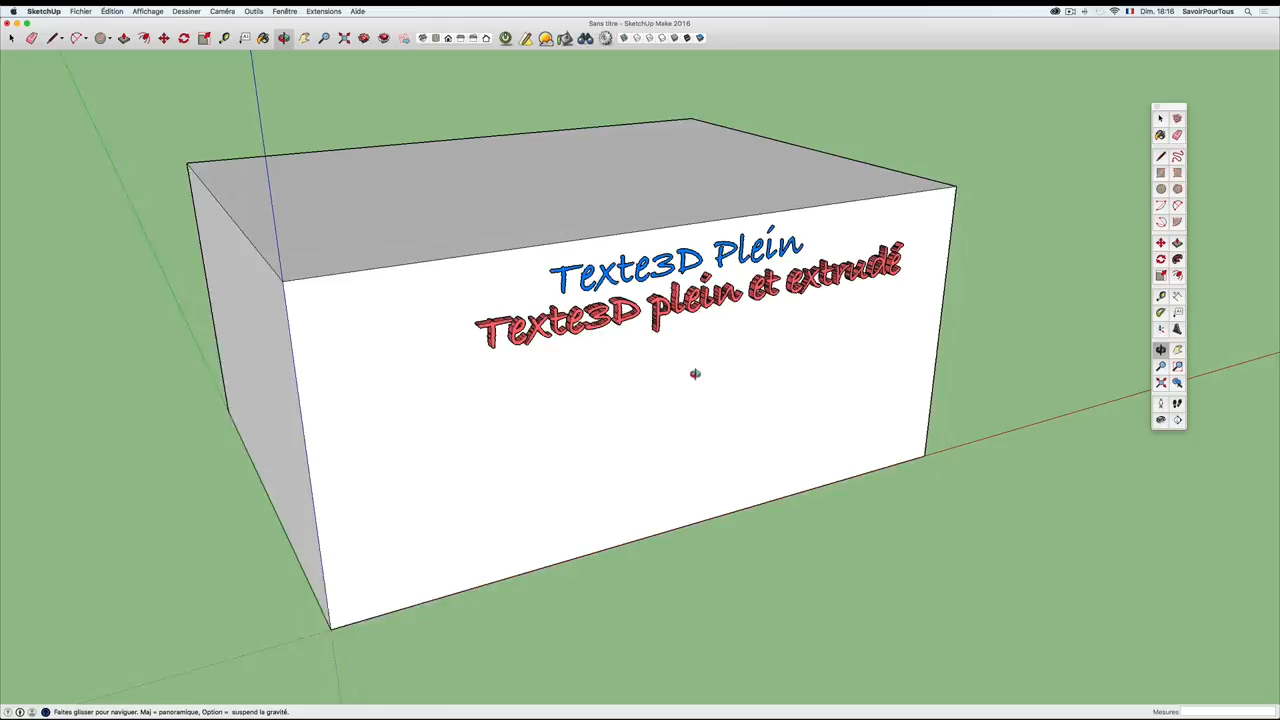 SketchUp Fichier Édition Affichage Dessiner Caméra Outils Fenêtre Extensions Aide Dim. 18:16 SavoirPourTous
Sans titre - SketchUp Make 2016
Texte3D Plein
Texte3D plein et extrudé
Faites glisser pour naviguer. Maj = panoramique, Option = suspend la gravité. Mesures